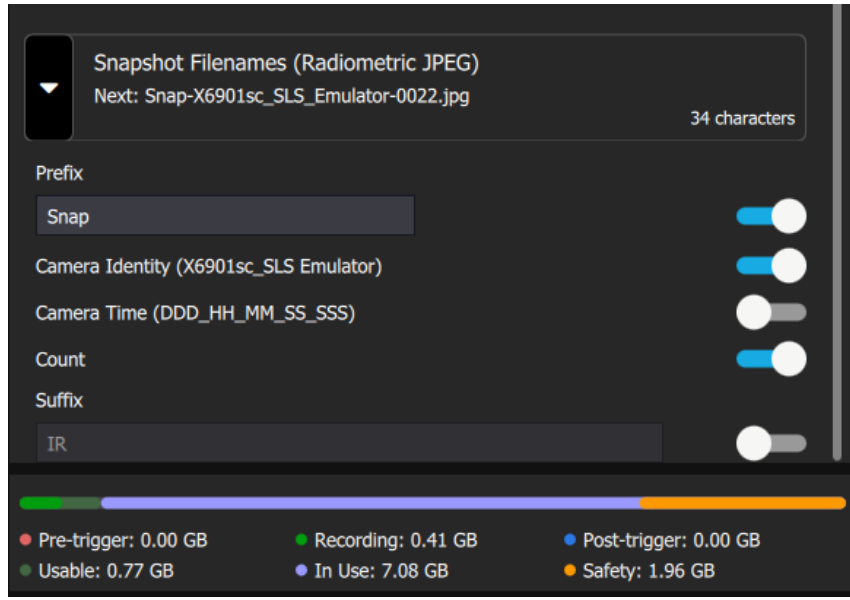 Snapshot Filenames (Radiometric JPEG)
Next: Snap-X6901sc_SLS_Emulator-0022.jpg
34 characters
Prefix
Snap
Camera Identity (X6901sc_SLS Emulator)
Camera Time (DDD_HH_MM_SS_SSS)
Count
Suffix
IR
Pre-trigger: 0.00 GB Recording: 0.41 GB Post-trigger: 0.00 GB
Usable: 0.77 GB In Use: 7.08 GB Safety: 1.96 GB